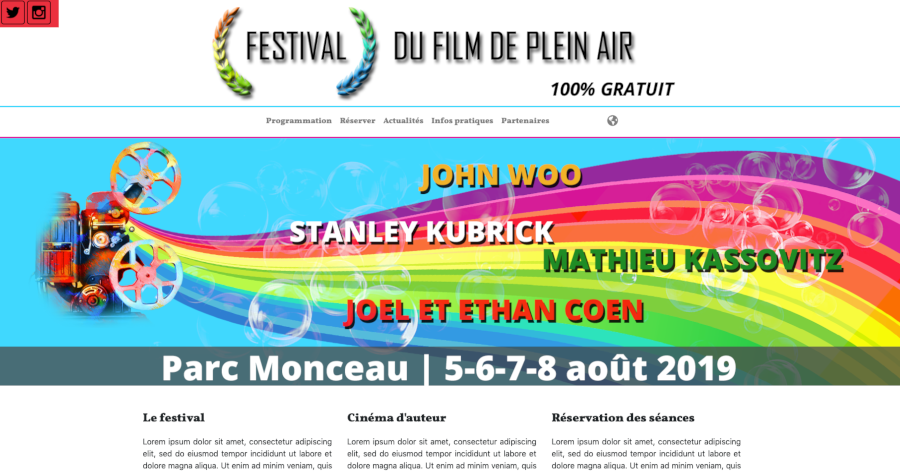 FESTIVAL DU FILM DE PLEIN AIR
100% GRATUIT
Programmation Réserver Actualités Infos pratiques Partenaires
JOHN WOO
STANLEY KUBRICK
MATHIEU KASSOVITZ
JOEL ET ETHAN COEN
Parc Monceau | 5-6-7-8 août 2019
Le festival
Lorem ipsum dolor sit amet, consectetur adipiscing
elit, sed do eiusmod tempor incididunt ut labore et
dolore magna aliqua. Ut enim ad minim veniam, quis
Cinéma d'auteur
Lorem ipsum dolor sit amet, consectetur adipiscing
elit, sed do eiusmod tempor incididunt ut labore et
dolore magna aliqua. Ut enim ad minim veniam, quis
Réservation des séances
Lorem ipsum dolor sit amet, consectetur adipiscing
elit, sed do eiusmod tempor incididunt ut labore et
dolore magna aliqua. Ut enim ad minim veniam, quis